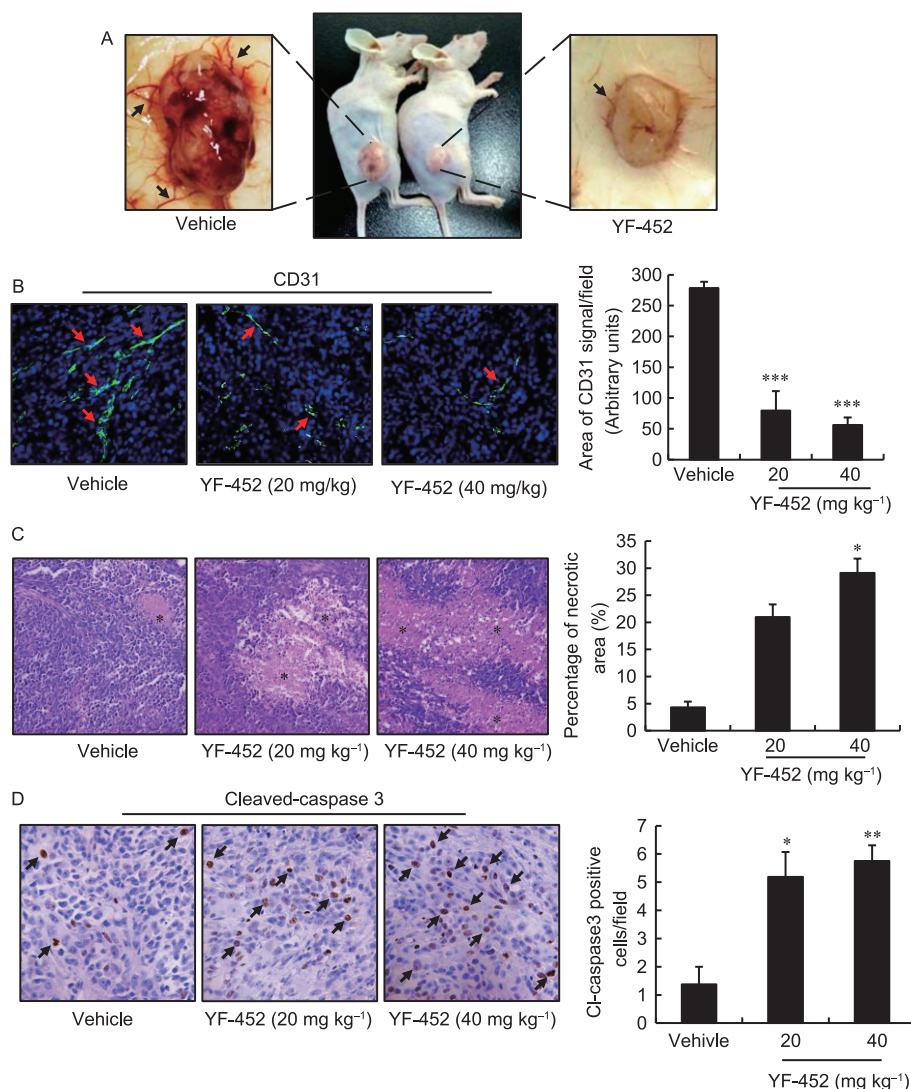 A
Vehicle
YF-452
B
CD31
Vehicle
YF-452 (20 mg/kg)
YF-452 (40 mg/kg)
Area of CD31 signal/field
(Arbitrary units)
300
250
200
150
100
50
0
***
***
Vehicle
20
40
YF-452 (mg kg⁻¹)
C
*
*
*
*
*
*
Vehicle
YF-452 (20 mg kg⁻¹)
YF-452 (40 mg kg⁻¹)
Percentage of necrotic
area (%)
35
30
25
20
15
10
5
0
*
Vehicle
20
40
YF-452 (mg kg⁻¹)
D
Cleaved-caspase 3
Vehicle
YF-452 (20 mg kg⁻¹)
YF-452 (40 mg kg⁻¹)
Cl-caspase3 positive
cells/field
7
6
5
4
3
2
1
0
*
**
Vehivle
20
40
YF-452 (mg kg⁻¹)